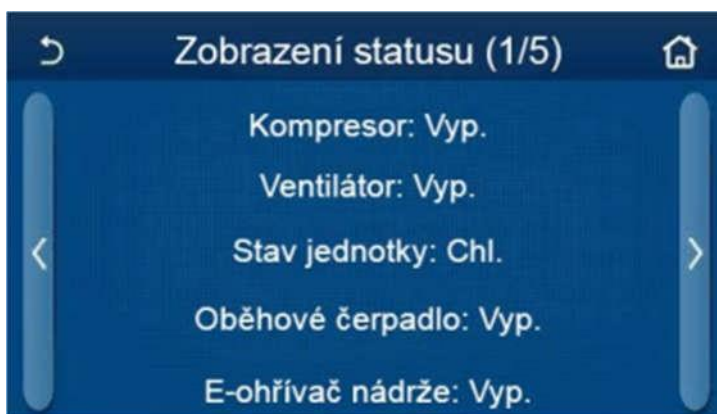 Zobrazení statusu (1/5)
Kompresor: Vyp.
Ventilátor: Vyp.
Stav jednotky: Chl.
Oběhové čerpadlo: Vyp.
E-ohřívač nádrže: Vyp.